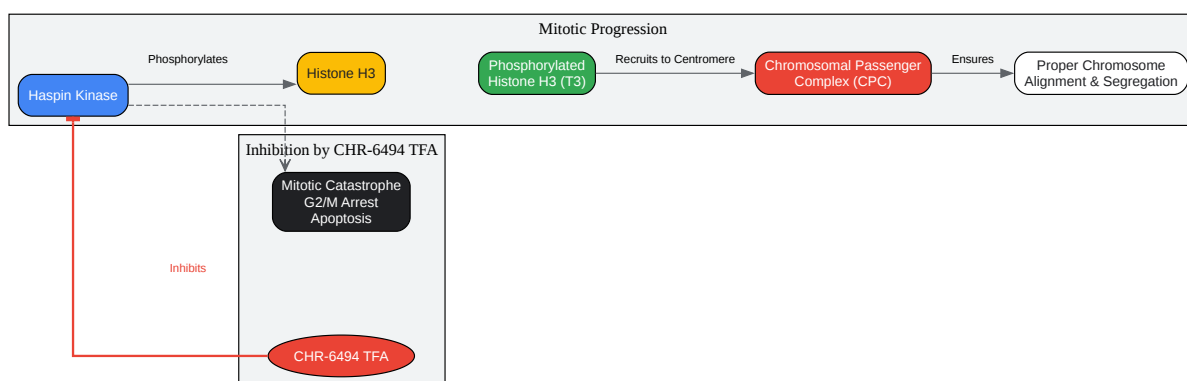 Mitotic Progression
Phosphorylates
Haspin Kinase
Histone H3
Phosphorylated
Histone H3 (T3)
Recruits to Centromere
Chromosomal Passenger
Complex (CPC)
Ensures
Proper Chromosome
Alignment & Segregation
Inhibition by CHR-6494 TFA
Mitotic Catastrophe
G2/M Arrest
Apoptosis
Inhibits
CHR-6494 TFA